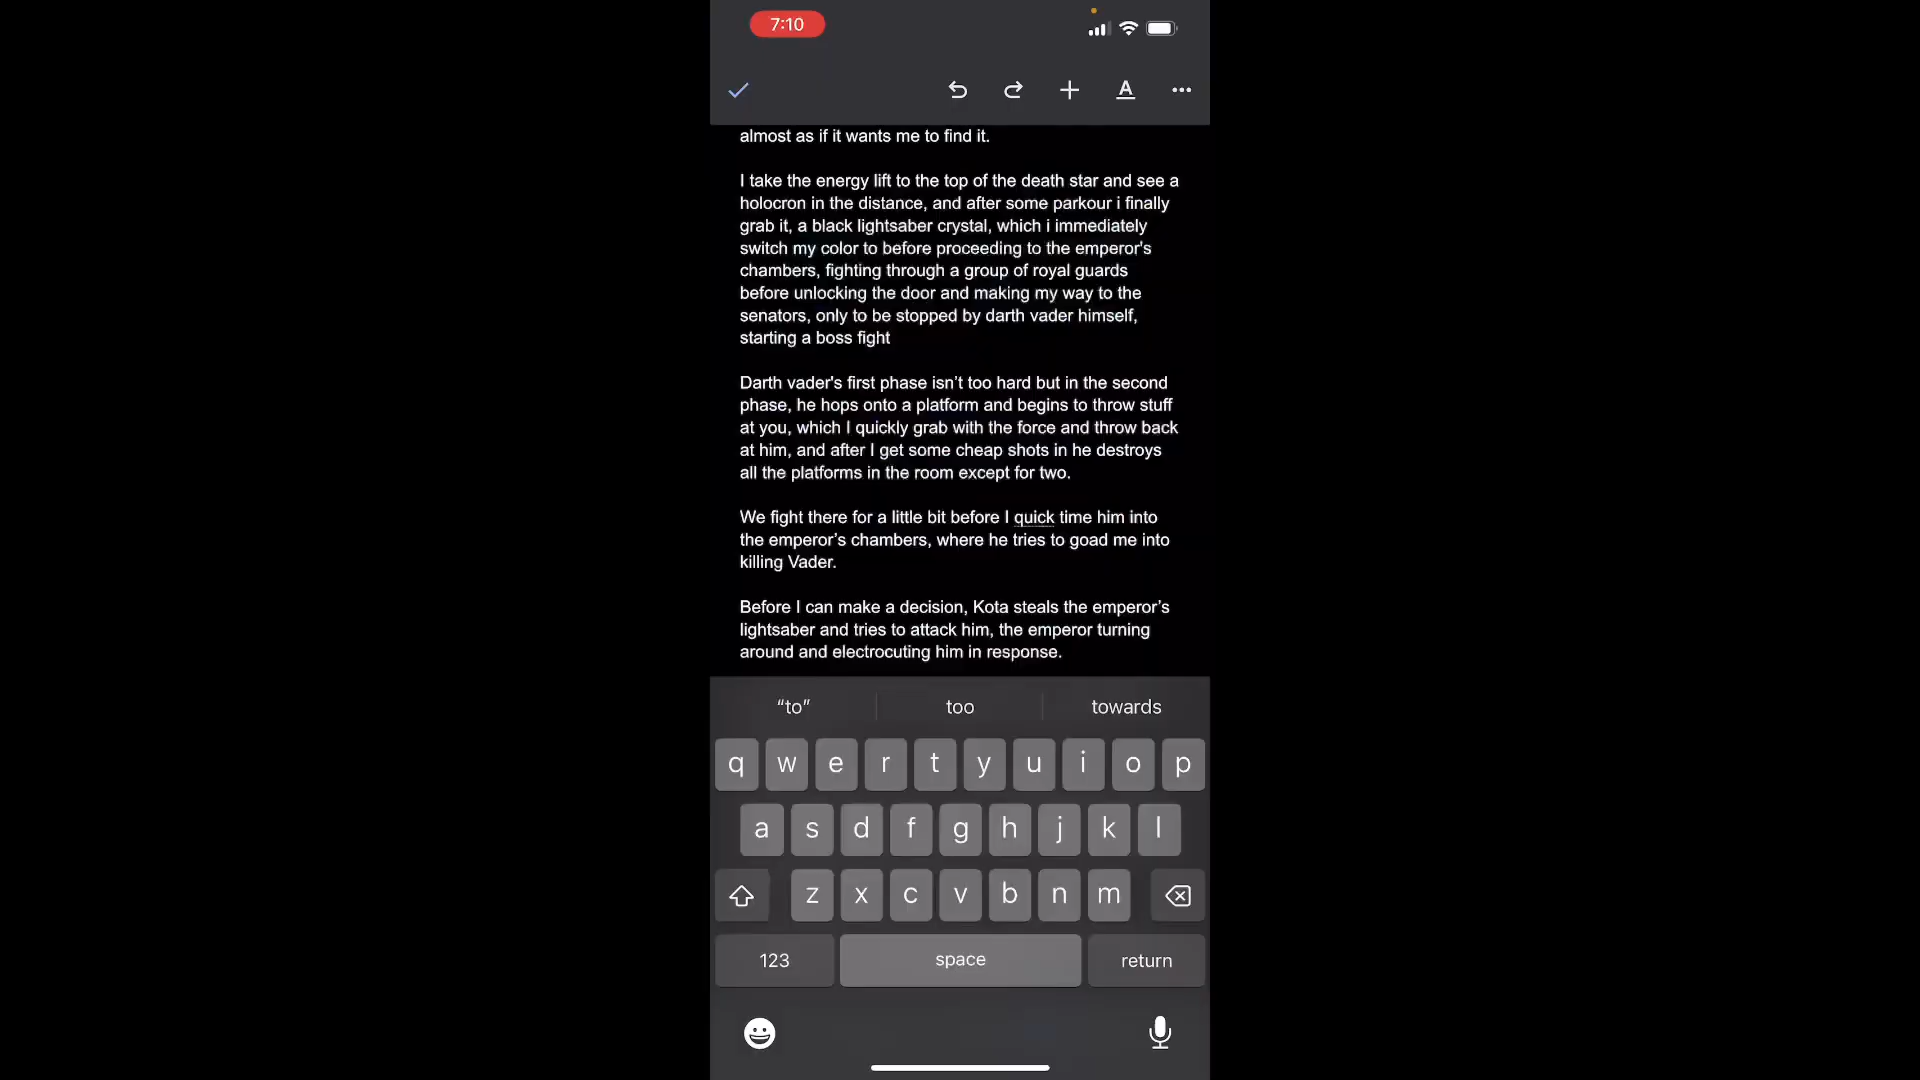 7:10
A
almost as if it wants me to find it.
I take the energy lift to the top of the death star and see a
holocron in the distance, and after some parkour i finally
grab it, a black lightsaber crystal, which i immediately
switch my color to before proceeding to the emperor's
chambers, fighting through a group of royal guards
before unlocking the door and making my way to the
senators, only to be stopped by darth vader himself,
starting a boss fight
Darth vader's first phase isn’t too hard but in the second
phase, he hops onto a platform and begins to throw stuff
at you, which I quickly grab with the force and throw back
at him, and after I get some cheap shots in he destroys
all the platforms in the room except for two.
We fight there for a little bit before I quick time him into
the emperor’s chambers, where he tries to goad me into
killing Vader.
Before I can make a decision, Kota steals the emperor’s
lightsaber and tries to attack him, the emperor turning
around and electrocuting him in response.
“to” too towards
q w e r t y u i o p
a s d f g h j k l
z x c v b n m
123 space return